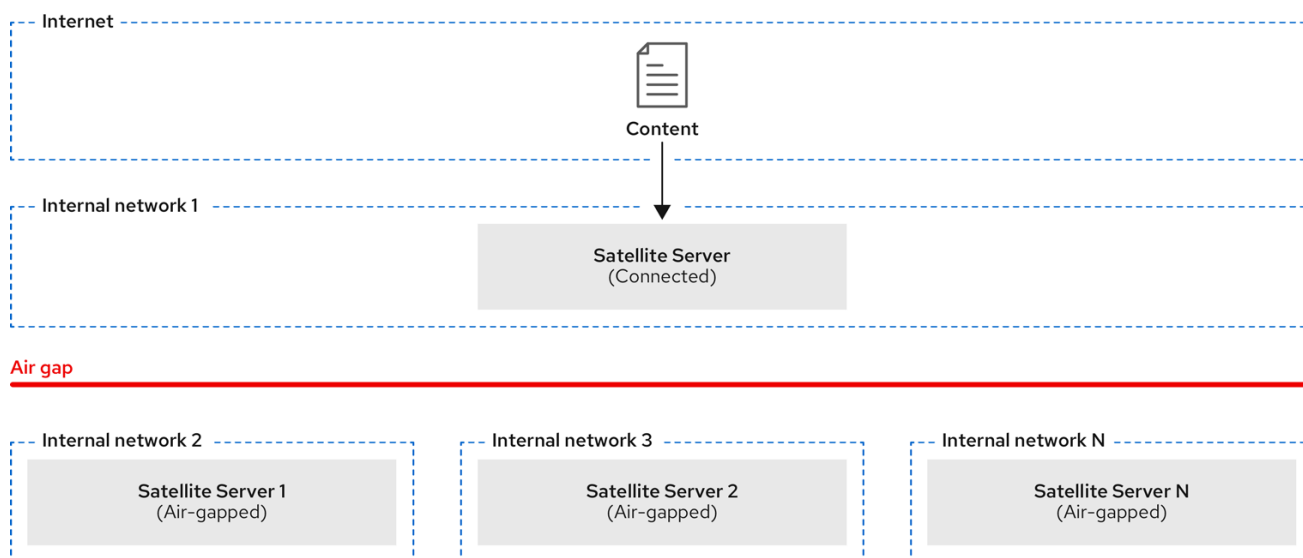 Internet
Content
Internal network 1
Satellite Server
(Connected)
Air gap
Internal network 2
Internal network 3
Internal network N
Satellite Server 1
(Air-gapped)
Satellite Server 2
(Air-gapped)
Satellite Server N
(Air-gapped)